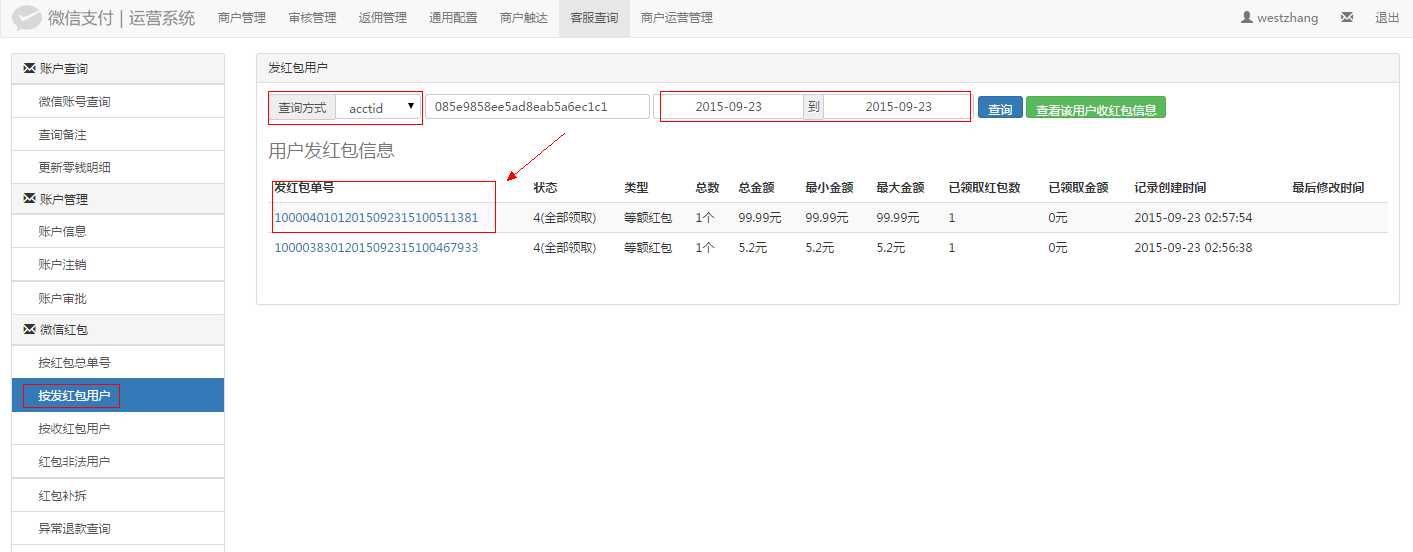 微信支付 | 运营系统 商户管理 审核管理 返佣管理 通用配置 商户触达 客服查询 商户运营管理 westzhang 退出
账户查询
微信账号查询
查询备注
更新零钱明细
账户管理
账户信息
账户注销
账户审批
微信红包
按红包总单号
按发红包用户
按收红包用户
红包非法用户
红包补拆
异常退款查询
发红包用户
查询方式 acctid 085e9858ee5ad8eab5a6ec1c1 2015-09-23 到 2015-09-23 查询 查看该用户收红包信息
用户发红包信息
发红包单号 状态 类型 总数 总金额 最小金额 最大金额 已领取红包数 已领取金额 记录创建时间 最后修改时间
10000401012015092315100511381 4(全部领取) 等额红包 1个 99.99元 99.99元 99.99元 1 0元 2015-09-23 02:57:54
10000383012015092315100467933 4(全部领取) 等额红包 1个 5.2元 5.2元 5.2元 1 0元 2015-09-23 02:56:38